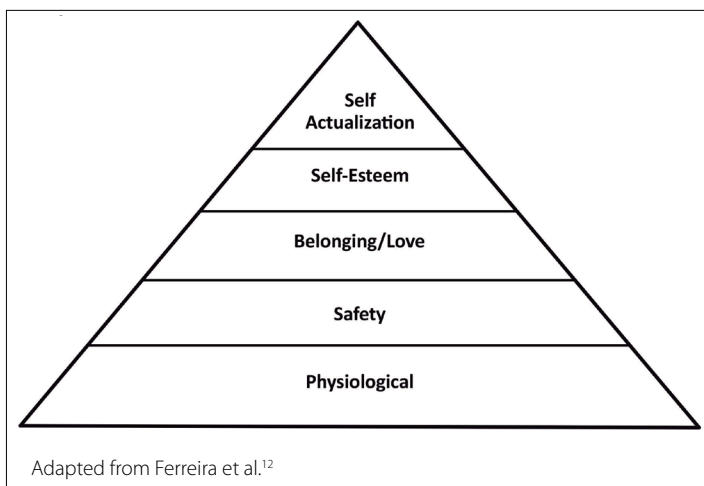 Self
Actualization
Self-Esteem
Belonging/Love
Safety
Physiological
Adapted from Ferreira et al.¹²